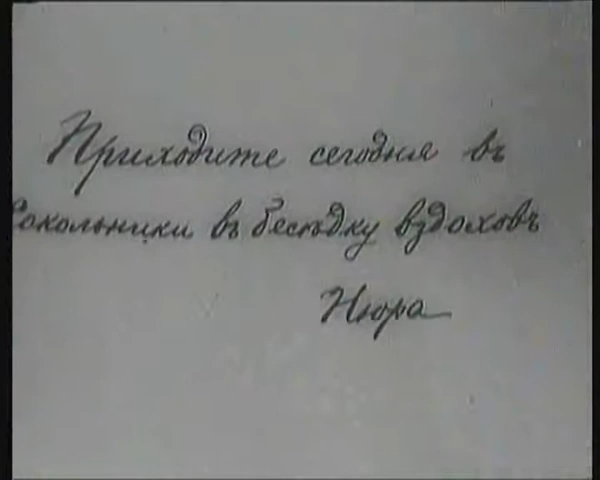 Приходите сегодня въ
Сокольники въ бесѣдку вздоховъ
Нюра